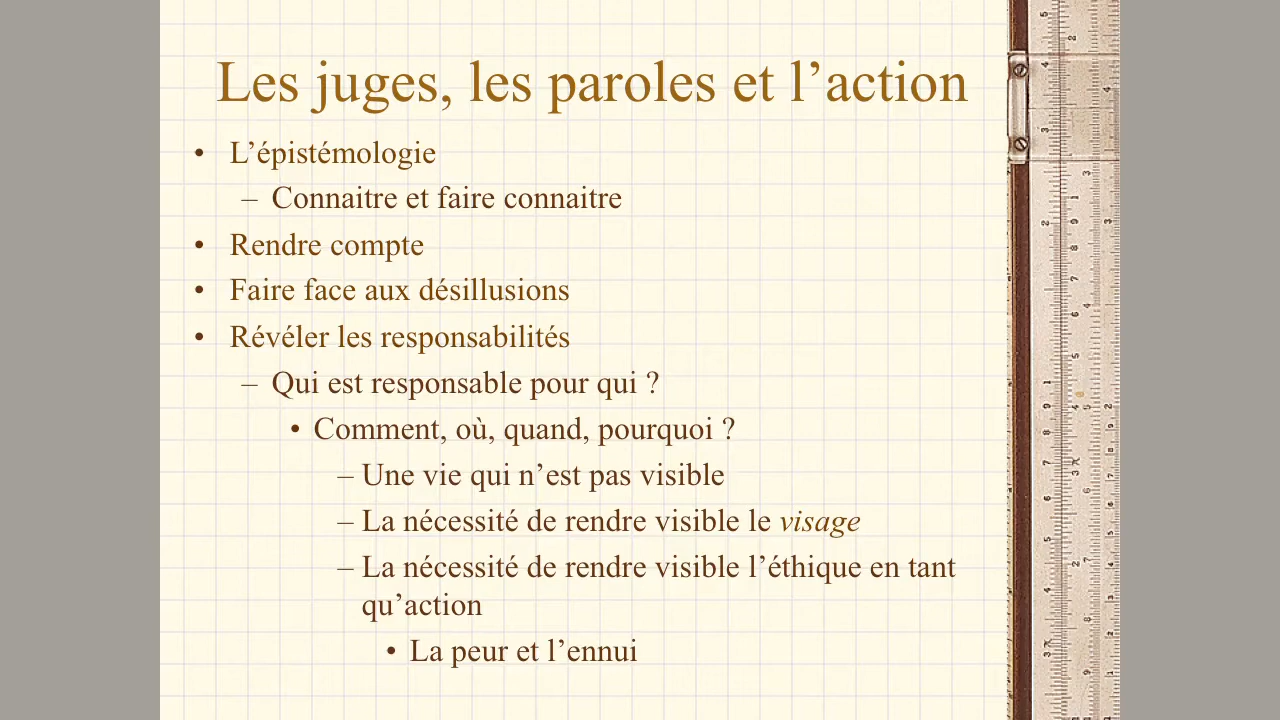 Les juges, les paroles et l’action
• L’épistémologie
– Connaitre et faire connaitre
• Rendre compte
• Faire face aux désillusions
• Révéler les responsabilités
– Qui est responsable pour qui ?
• Comment, où, quand, pourquoi ?
– Une vie qui n’est pas visible
– La nécessité de rendre visible le visage
– La nécessité de rendre visible l’éthique en tant
qu’action
• La peur et l’ennui